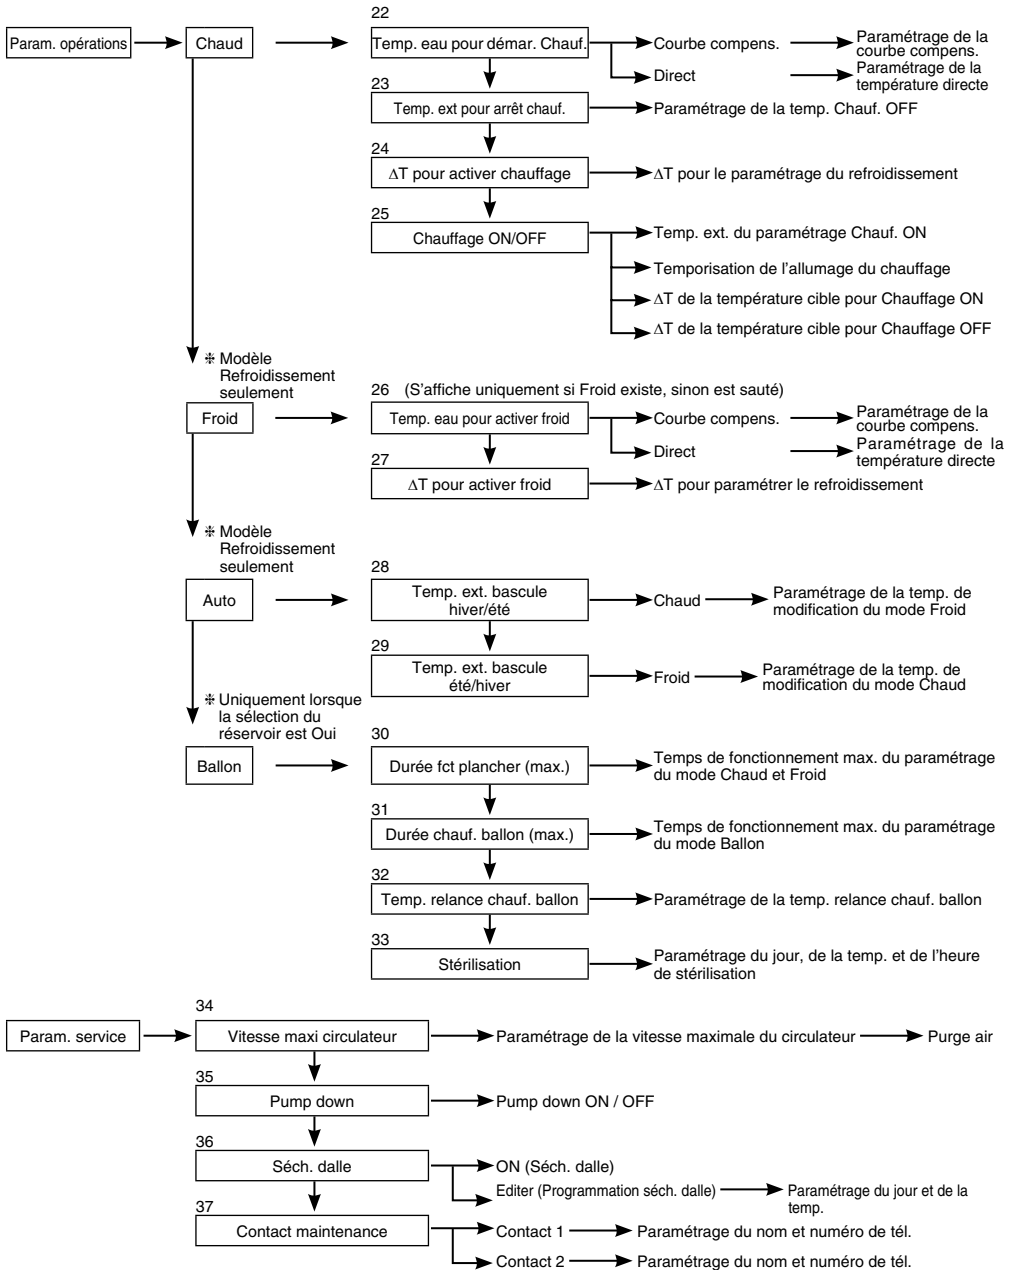 22
Param. opérations
Chaud
Temp. eau pour démar. Chauf.
Courbe compens.
Paramétrage de la
courbe compens.
Direct
Paramétrage de la
température directe
23
Temp. ext pour arrêt chauf.
Paramétrage de la temp. Chauf. OFF
24
ΔT pour activer chauffage
ΔT pour le paramétrage du refroidissement
25
Chauffage ON/OFF
Temp. ext. du paramétrage Chauf. ON
Temporisation de l'allumage du chauffage
ΔT de la température cible pour Chauffage ON
ΔT de la température cible pour Chauffage OFF
⁜ Modèle
Refroidissement
seulement
26 (S'affiche uniquement si Froid existe, sinon est sauté)
Froid
Temp. eau pour activer froid
Courbe compens.
Paramétrage de la
courbe compens.
Direct
Paramétrage de la
température directe
27
ΔT pour activer froid
ΔT pour paramétrer le refroidissement
⁜ Modèle
Refroidissement
seulement
28
Auto
Temp. ext. bascule
hiver/été
Chaud
Paramétrage de la temp. de
modification du mode Froid
29
Temp. ext. bascule
été/hiver
Froid
Paramétrage de la temp. de
modification du mode Chaud
⁜ Uniquement lorsque
la sélection du
réservoir est Oui
30
Ballon
Durée fct plancher (max.)
Temps de fonctionnement max. du paramétrage
du mode Chaud et Froid
31
Durée chauf. ballon (max.)
Temps de fonctionnement max. du paramétrage
du mode Ballon
32
Temp. relance chauf. ballon
Paramétrage de la temp. relance chauf. ballon
33
Stérilisation
Paramétrage du jour, de la temp. et de l'heure
de stérilisation
34
Param. service
Vitesse maxi circulateur
Paramétrage de la vitesse maximale du circulateur
Purge air
35
Pump down
Pump down ON / OFF
36
Séch. dalle
ON (Séch. dalle)
Editer (Programmation séch. dalle)
Paramétrage du jour et de la
temp.
37
Contact maintenance
Contact 1
Paramétrage du nom et numéro de tél.
Contact 2
Paramétrage du nom et numéro de tél.